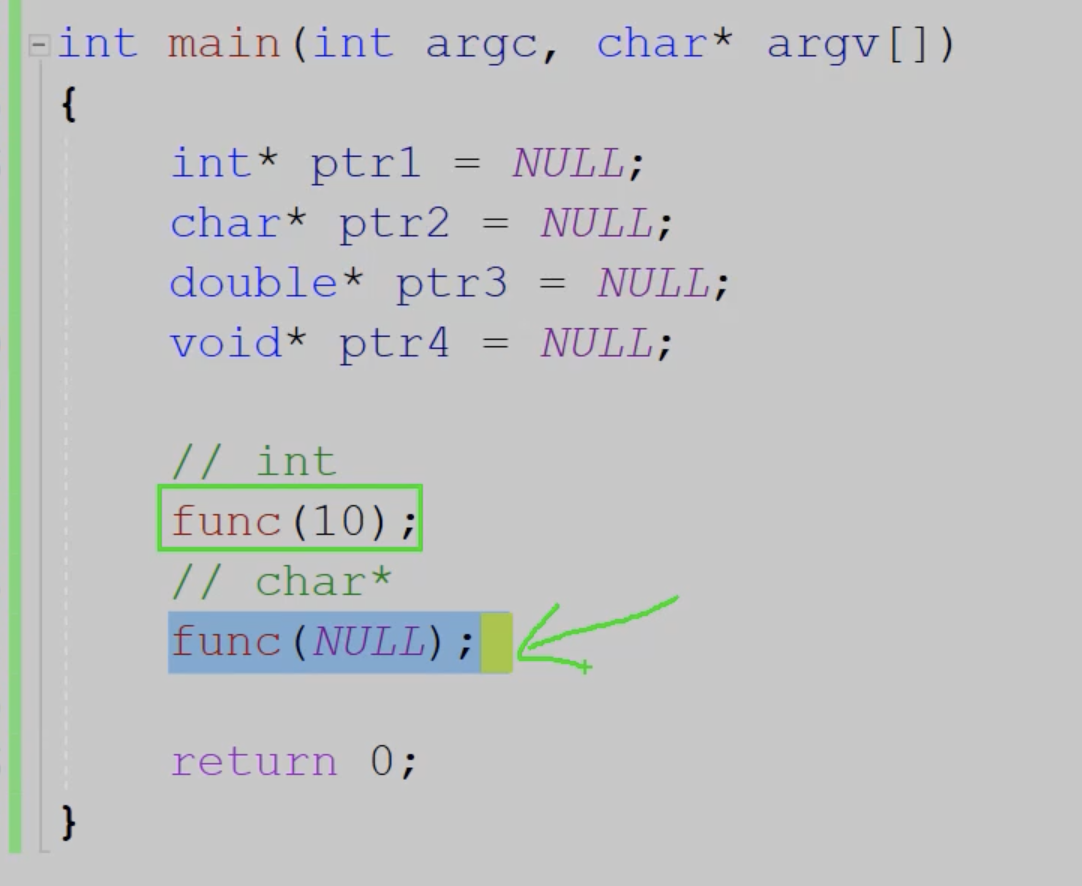 int main(int argc, char* argv[])
{
int* ptr1 = NULL;
char* ptr2 = NULL;
double* ptr3 = NULL;
void* ptr4 = NULL;
// int
func(10);
// char*
func(NULL);
return 0;
}